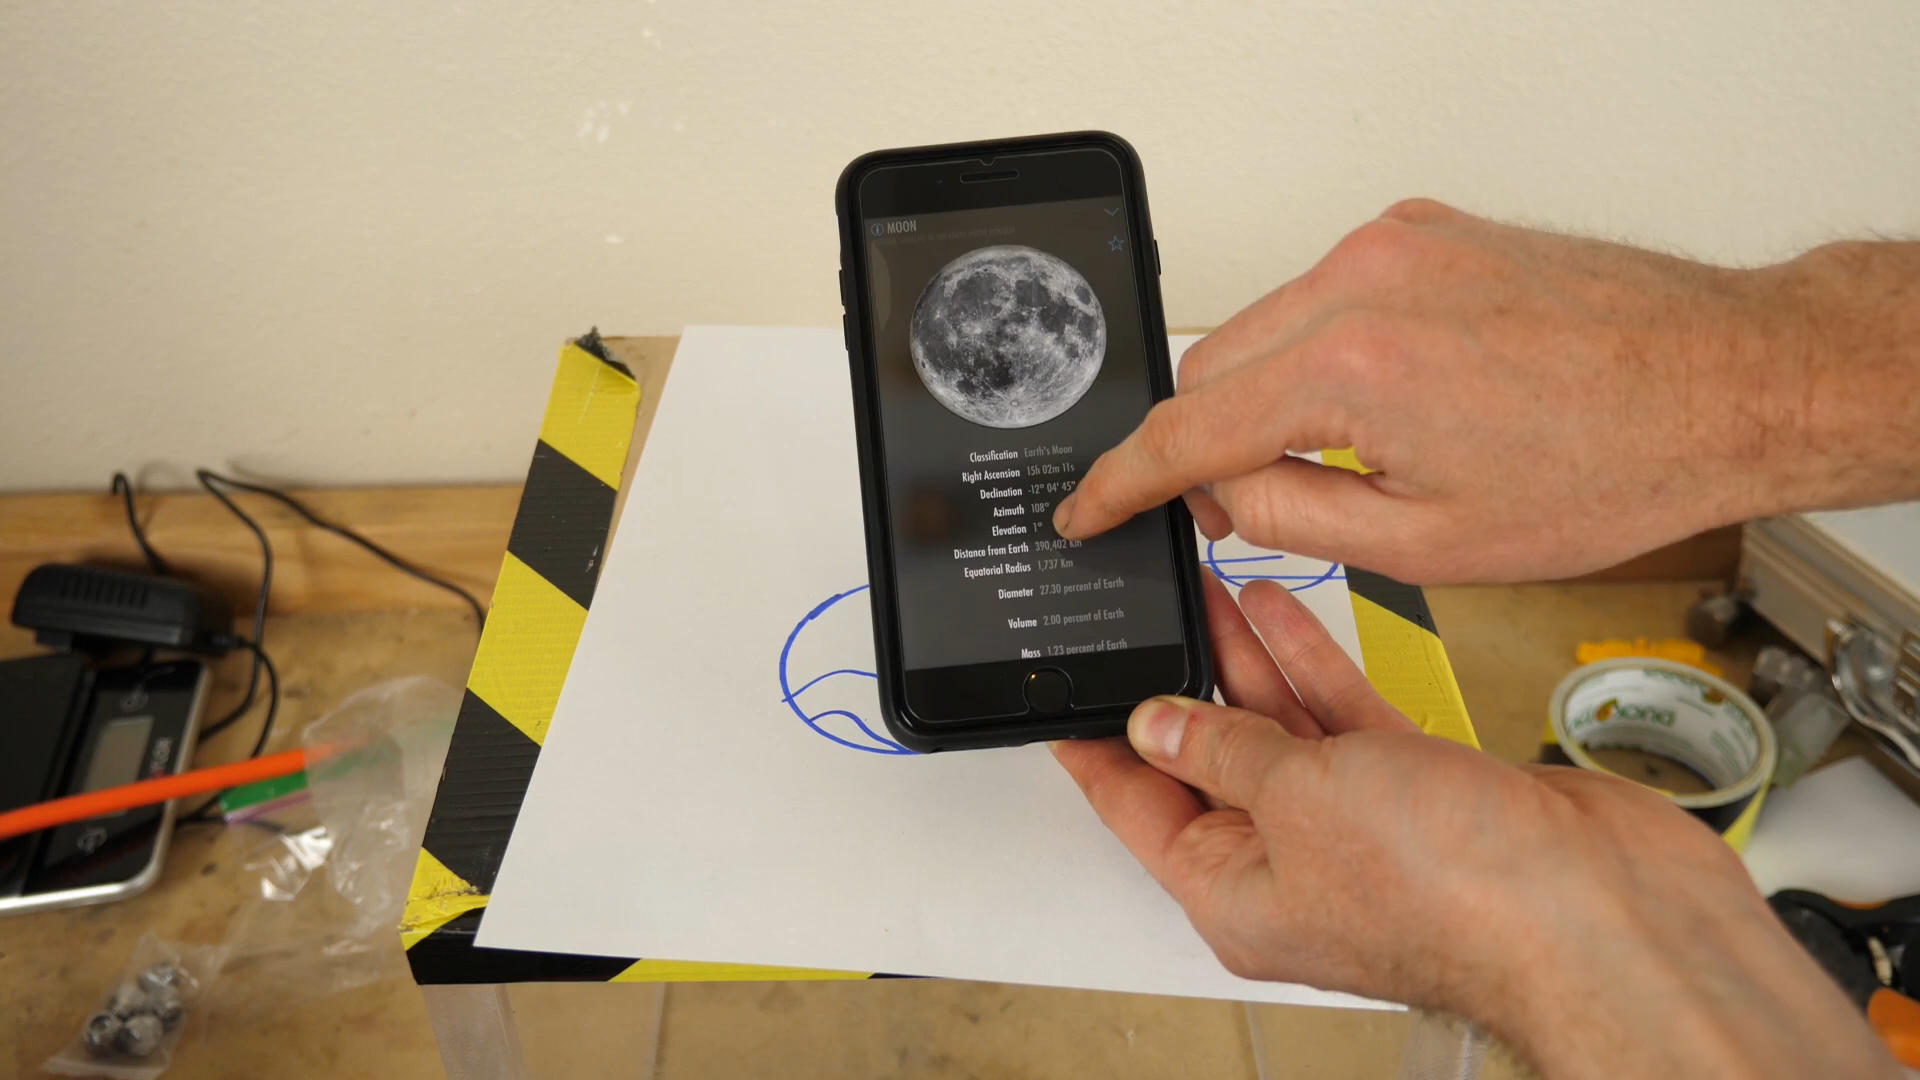 MOON
Classification Earth's Moon
Right Ascension 15h 02m 11s
Declination -12° 04' 45"
Azimuth 108°
Elevation 1°
Distance from Earth 390,402 Km
Equatorial Radius 1,737 Km
Diameter 27.30 percent of Earth
Volume 2.00 percent of Earth
Mass 1.23 percent of Earth